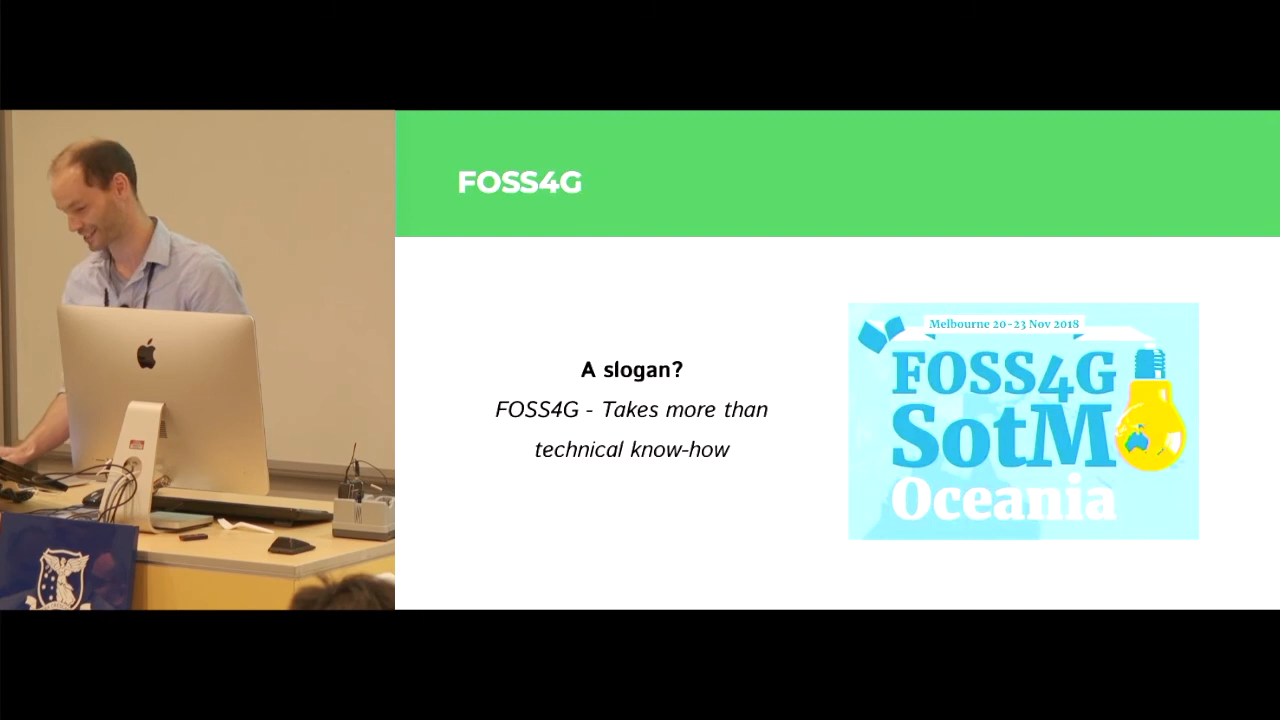 FOSS4G
A slogan?
FOSS4G - Takes more than
technical know-how
Melbourne 20-23 Nov 2018
FOSS4G
SotM
Oceania